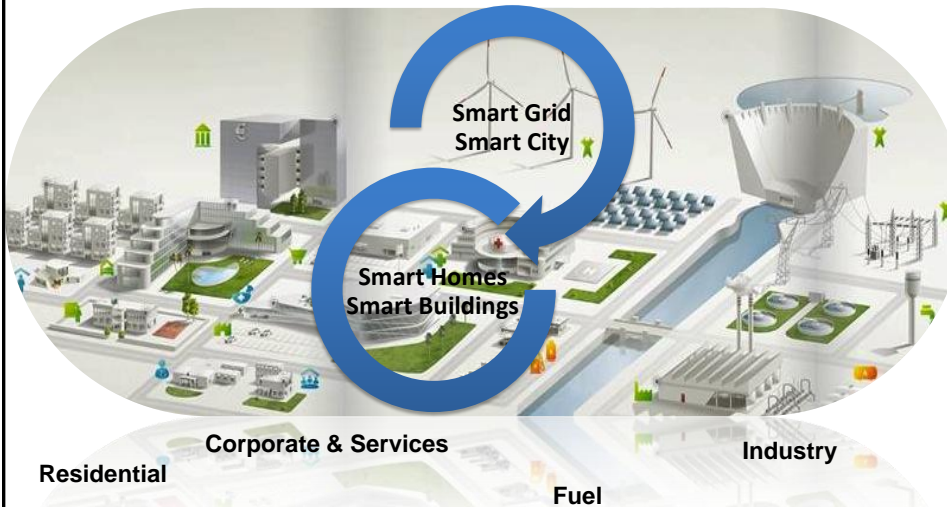 Smart Grid
Smart City
Smart Homes
Smart Buildings
Corporate & Services
Industry
Residential
Fuel